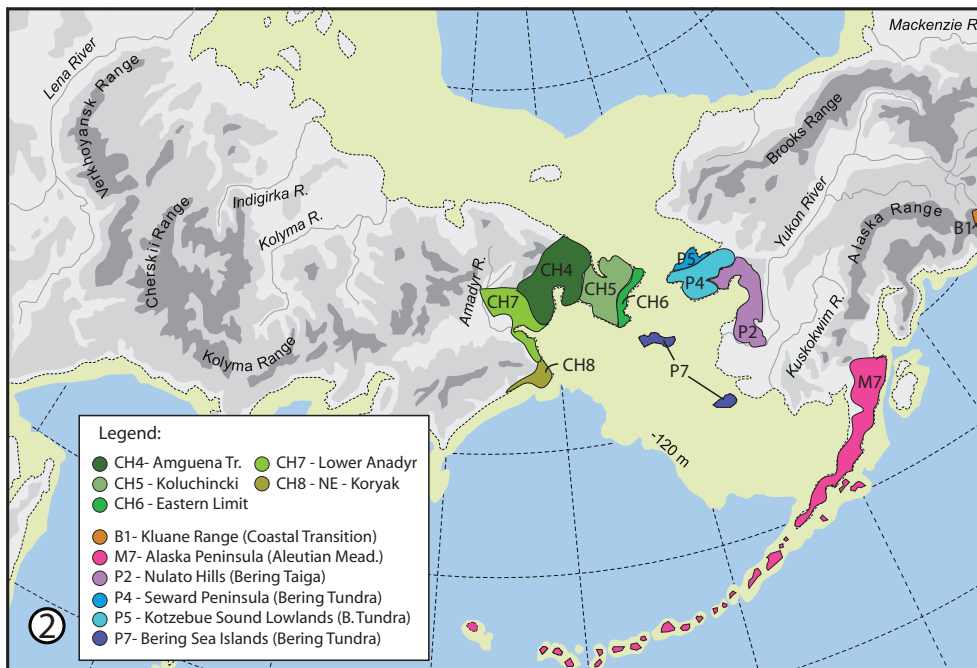 Mackenzie R.
Lena River
Verkhoyansk Range
Brooks Range
Indigirka R.
Cherskii Range
Kolyma R.
Yukon River
Alaska Range
B1
Amadyr R.
CH4
P5
CH5
P4
CH7
CH6
P2
Kuskokwim R.
Kolyma Range
CH8
P7
M7
-120 m
Legend:
CH4- Amguena Tr.
CH7 - Lower Anadyr
CH5 - Koluchincki
CH8 - NE - Koryak
CH6 - Eastern Limit
B1- Kluane Range (Coastal Transition)
M7- Alaska Peninsula (Aleutian Mead.)
P2 - Nulato Hills (Bering Taiga)
P4 - Seward Peninsula (Bering Tundra)
P5 - Kotzebue Sound Lowlands (B. Tundra)
P7- Bering Sea Islands (Bering Tundra)
2